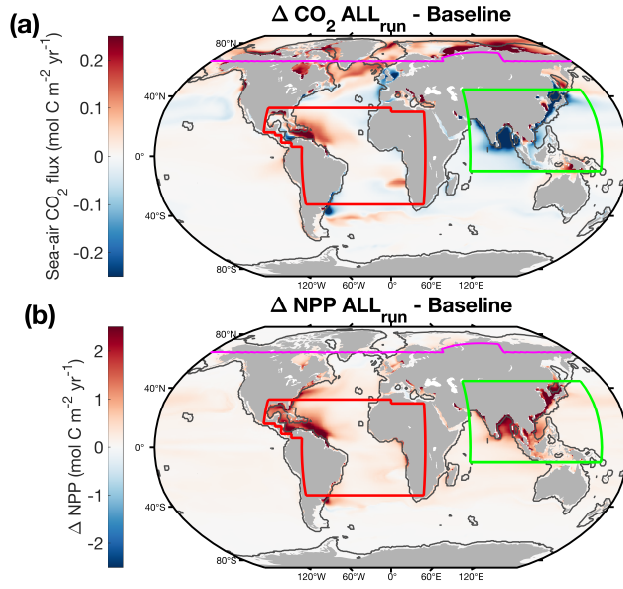 (a)
Δ CO₂ ALL_run - Baseline
Sea-air CO₂ flux (mol C m⁻² yr⁻¹)
0.2
0.1
0
-0.1
-0.2
80°N
40°N
0°
40°S
80°S
120°W 60°W 0° 60°E 120°E
(b)
Δ NPP ALL_run - Baseline
Δ NPP (mol C m⁻² yr⁻¹)
2
1
0
-1
-2
80°N
40°N
0°
40°S
80°S
120°W 60°W 0° 60°E 120°E